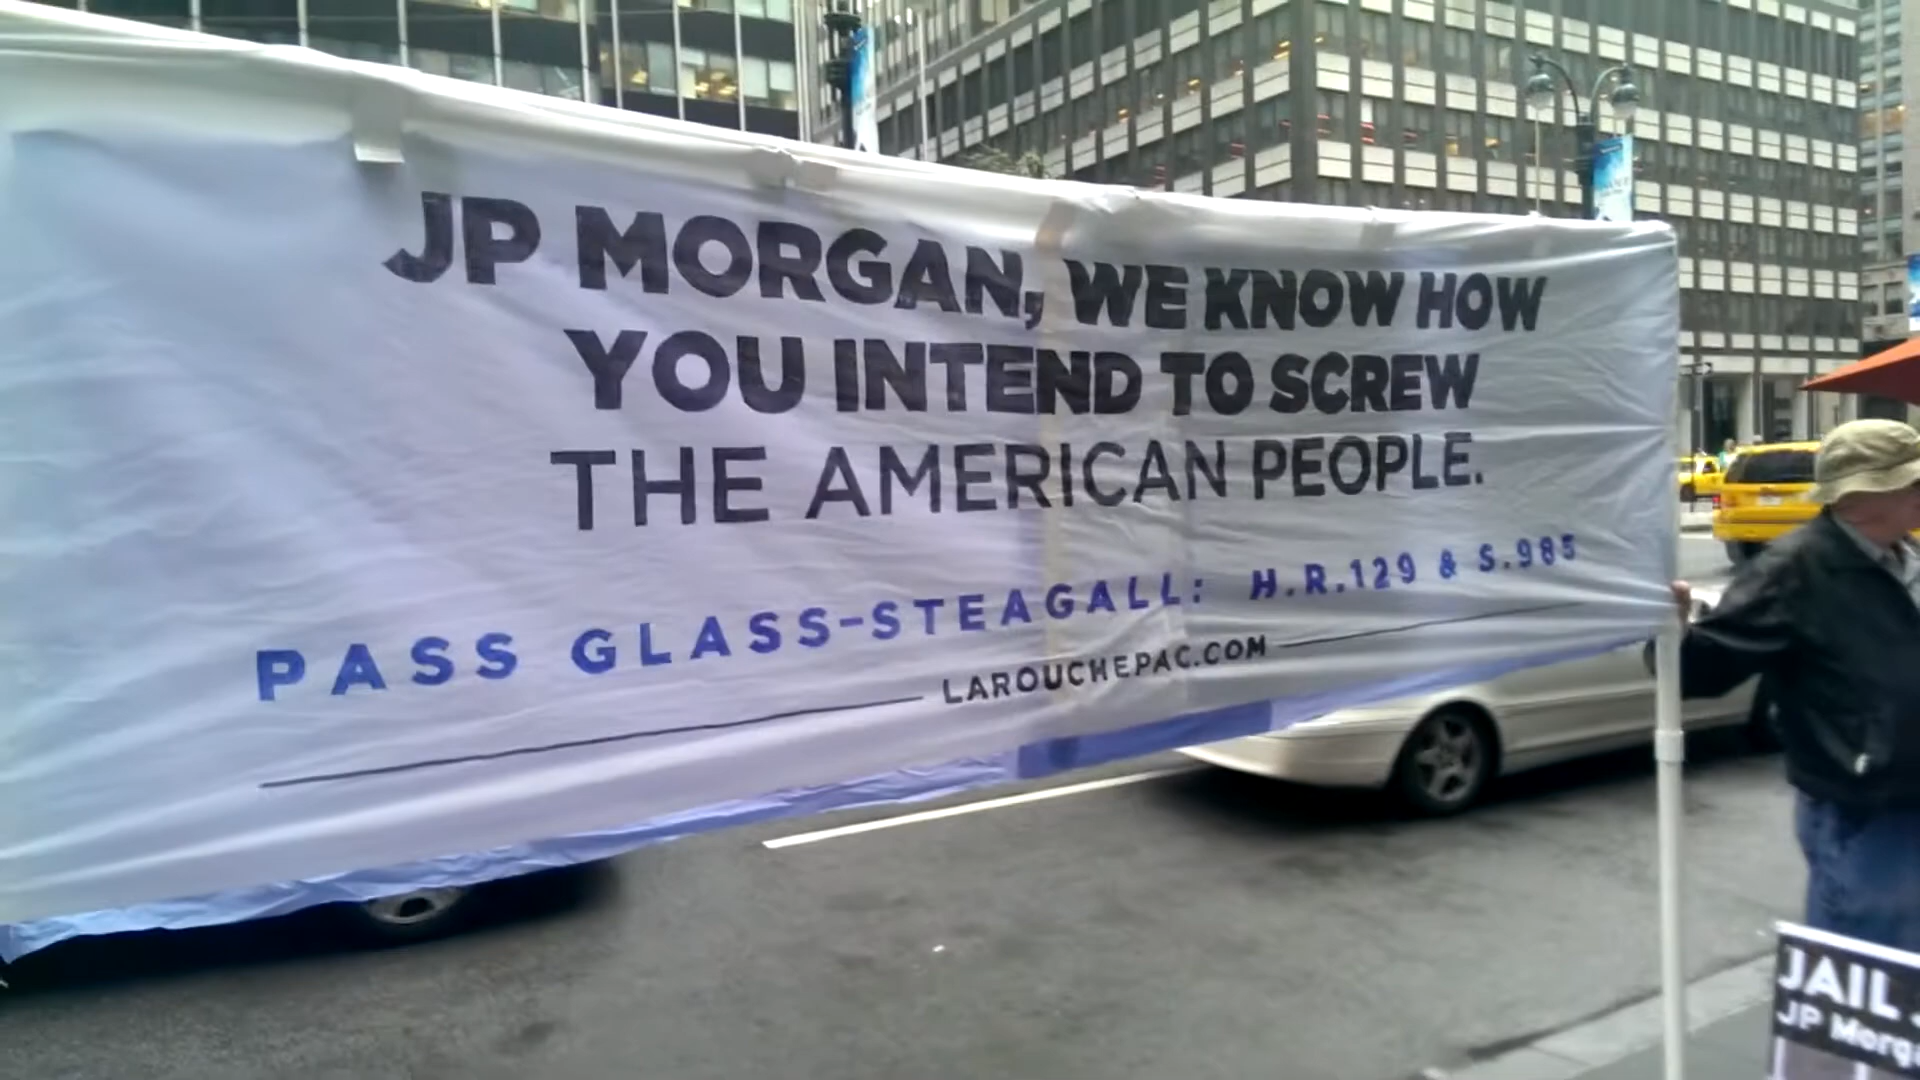 JP MORGAN, WE KNOW HOW
YOU INTEND TO SCREW
THE AMERICAN PEOPLE.
PASS GLASS-STEAGALL: H.R.129 & S.985
LAROUCHEPAC.COM
JAIL
JP Morg